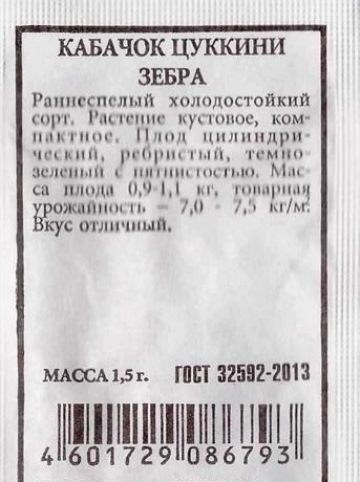 КАБАЧОК ЦУККИНИ
ЗЕБРА
Раннеспелый холодостойкий
сорт. Растение кустовое, ком-
пактное. Плод цилиндри-
ческий, ребристый, темно-
зеленый с пятнистостью. Мас-
са плода 0,9-1,1 кг, товарная
урожайность – 7,0 - 7,5 кг/м².
Вкус отличный.
МАССА 1,5 г. ГОСТ 32592-2013
4 601729 086793